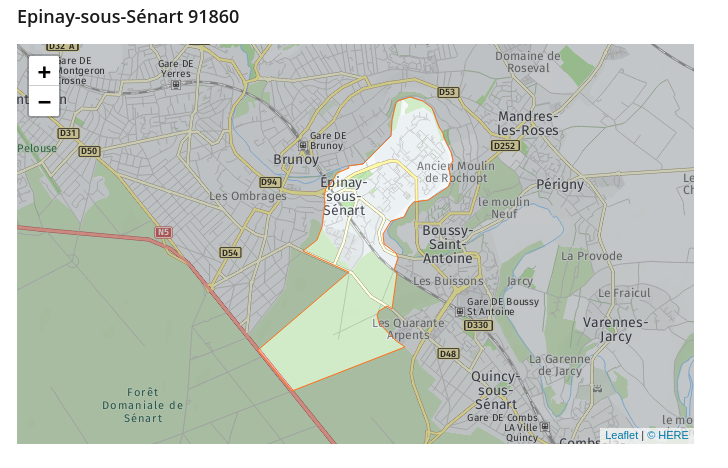 Epinay-sous-Sénart 91860
D32 A
Gare DE
Montgeron
Crosne
Gare DE
Yerres
Domaine de
Roseval
+
−
D53
D31
Mandres-
les-Roses
Pelouse
D50
Gare DE
Brunoy
D252
Brunoy
Ancien Moulin
de Rochopt
D94
Épinay-
sous-
Sénart
Périgny
Les Ombrages
le moulin
Neuf
N5
Boussy-
Saint-
Antoine
D54
La Provode
Les Buissons
Jarcy
Le Fraicul
Gare DE Boussy
St Antoine
Les Quarante
Arpents
D330
Varennes-
Jarcy
D48
La Garenne
de Jarcy
Quincy-
sous-
Sénart
Forêt
Domaniale de
Sénart
Gare DE Combs
LA Ville
Quincy
le mo
Leaflet | © HERE